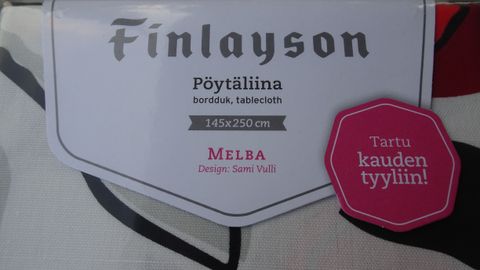 Finlayson
Pöytäliina
bordduk, tablecloth
145x250 cm
MELBA
Design: Sami Vulli
Tartu
kauden
tyyliin!